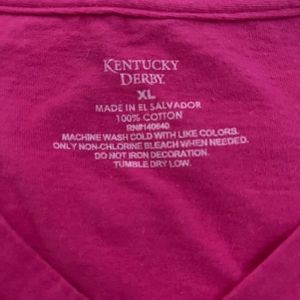 KENTUCKY
DERBY
XL
MADE IN EL SALVADOR
100% COTTON
RN#140640
MACHINE WASH COLD WITH LIKE COLORS.
ONLY NON-CHLORINE BLEACH WHEN NEEDED.
DO NOT IRON DECORATION.
TUMBLE DRY LOW.